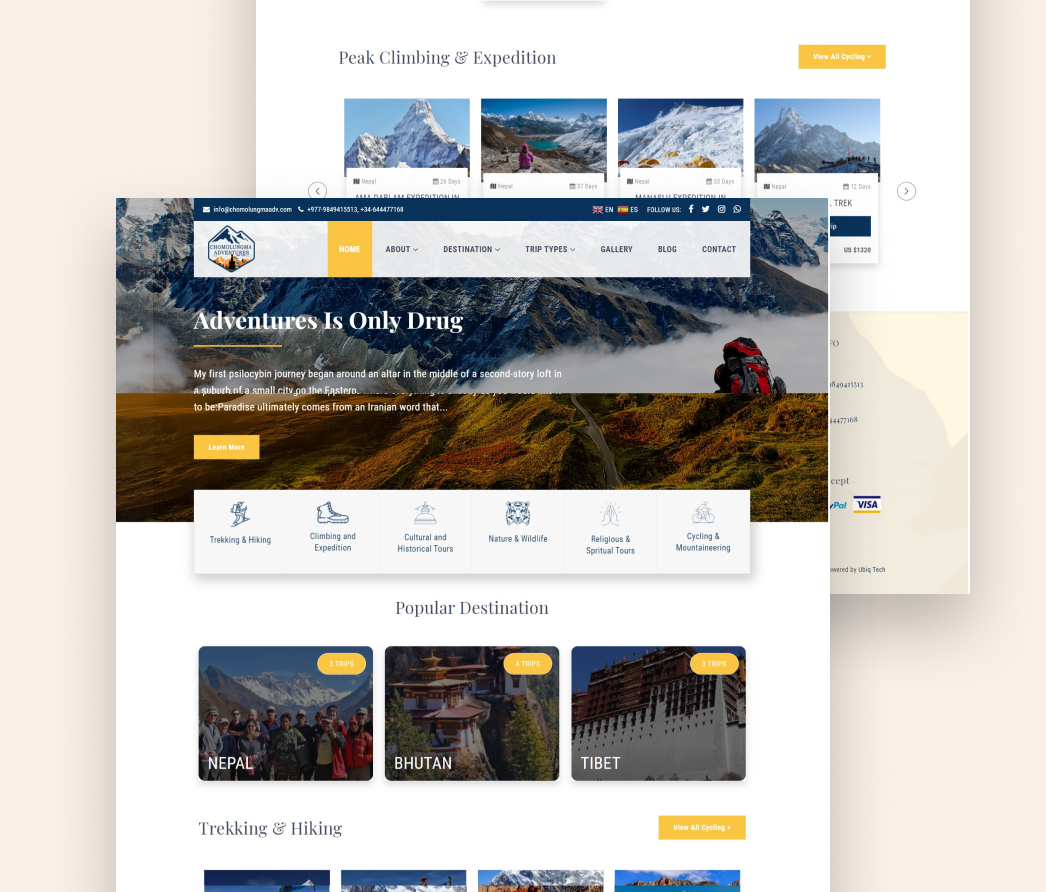 Peak Climbing & Expedition
View All Cycling >
Nepal 26 Days
Nepal 37 Days
Nepal 53 Days
Nepal 12 Days
AMA DABLAM EXPEDITION IN
MANASLU EXPEDITION IN
. TREK
ip
US $1320
info@chomolungmaadv.com +977-9849415513, +34-644477168
EN ES FOLLOW US:
CHOMOLUNGMA
ADVENTURES
HOME
ABOUT
DESTINATION
TRIP TYPES
GALLERY
BLOG
CONTACT
Adventures Is Only Drug
My first psilocybin journey began around an altar in the middle of a second-story loft in
a suburb of a small city on the Eastern.
to be:Paradise ultimately comes from an Iranian word that...
Learn More
FO
9849415513
44477168
cept
yPal VISA
owered by Ubiq Tech
Trekking & Hiking
Climbing and
Expedition
Cultural and
Historical Tours
Nature & Wildlife
Religious &
Spritual Tours
Cycling &
Mountaineering
Popular Destination
3 TRIPS
NEPAL
4 TRIPS
BHUTAN
3 TRIPS
TIBET
Trekking & Hiking
View All Cycling >